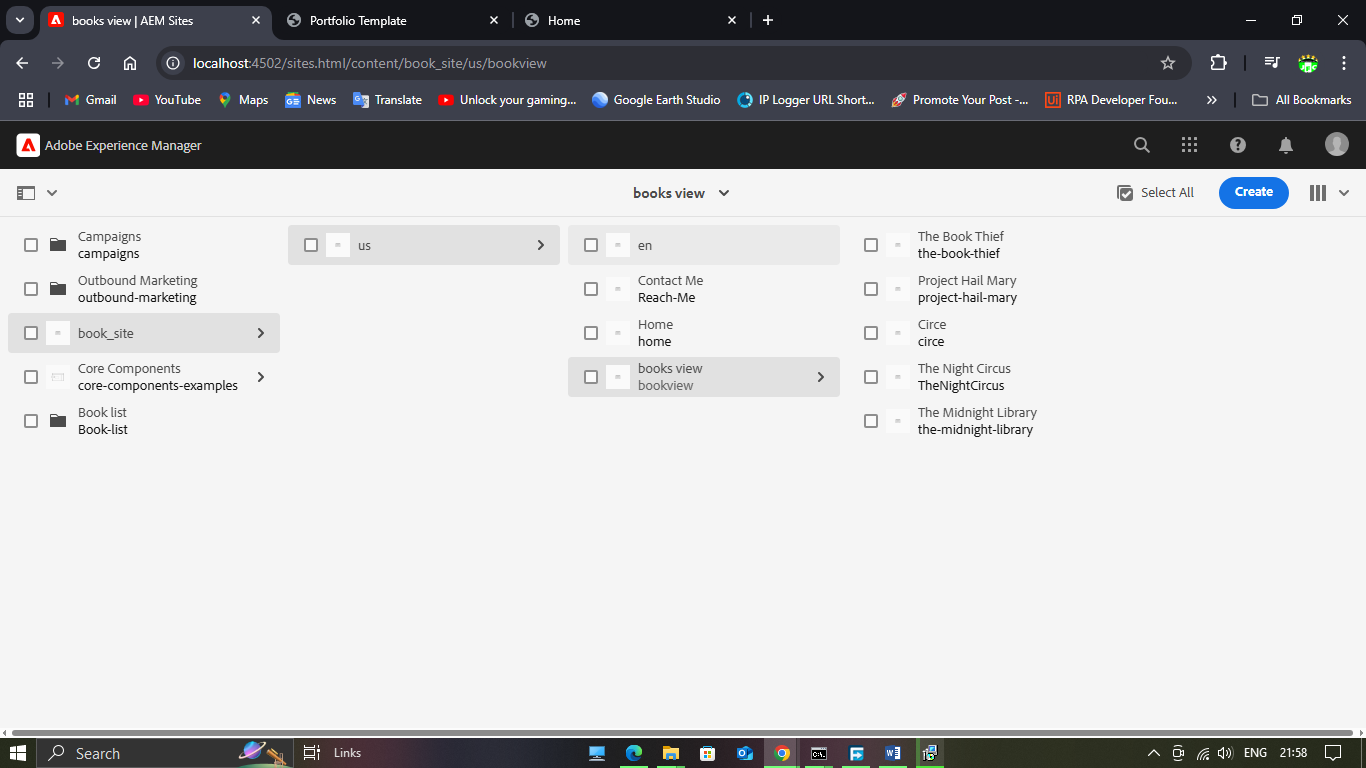 books view | AEM Sites
Portfolio Template
Home
localhost:4502/sites.html/content/book_site/us/bookview
Gmail
YouTube
Maps
News
Translate
Unlock your gaming...
Google Earth Studio
IP Logger URL Short...
Promote Your Post -...
RPA Developer Fou...
All Bookmarks
Adobe Experience Manager
books view
Select All
Create
Campaigns
campaigns
Outbound Marketing
outbound-marketing
book_site
Core Components
core-components-examples
Book list
Book-list
us
en
Contact Me
Reach-Me
Home
home
books view
bookview
The Book Thief
the-book-thief
Project Hail Mary
project-hail-mary
Circe
circe
The Night Circus
TheNightCircus
The Midnight Library
the-midnight-library
Search
Links
ENG
21:58